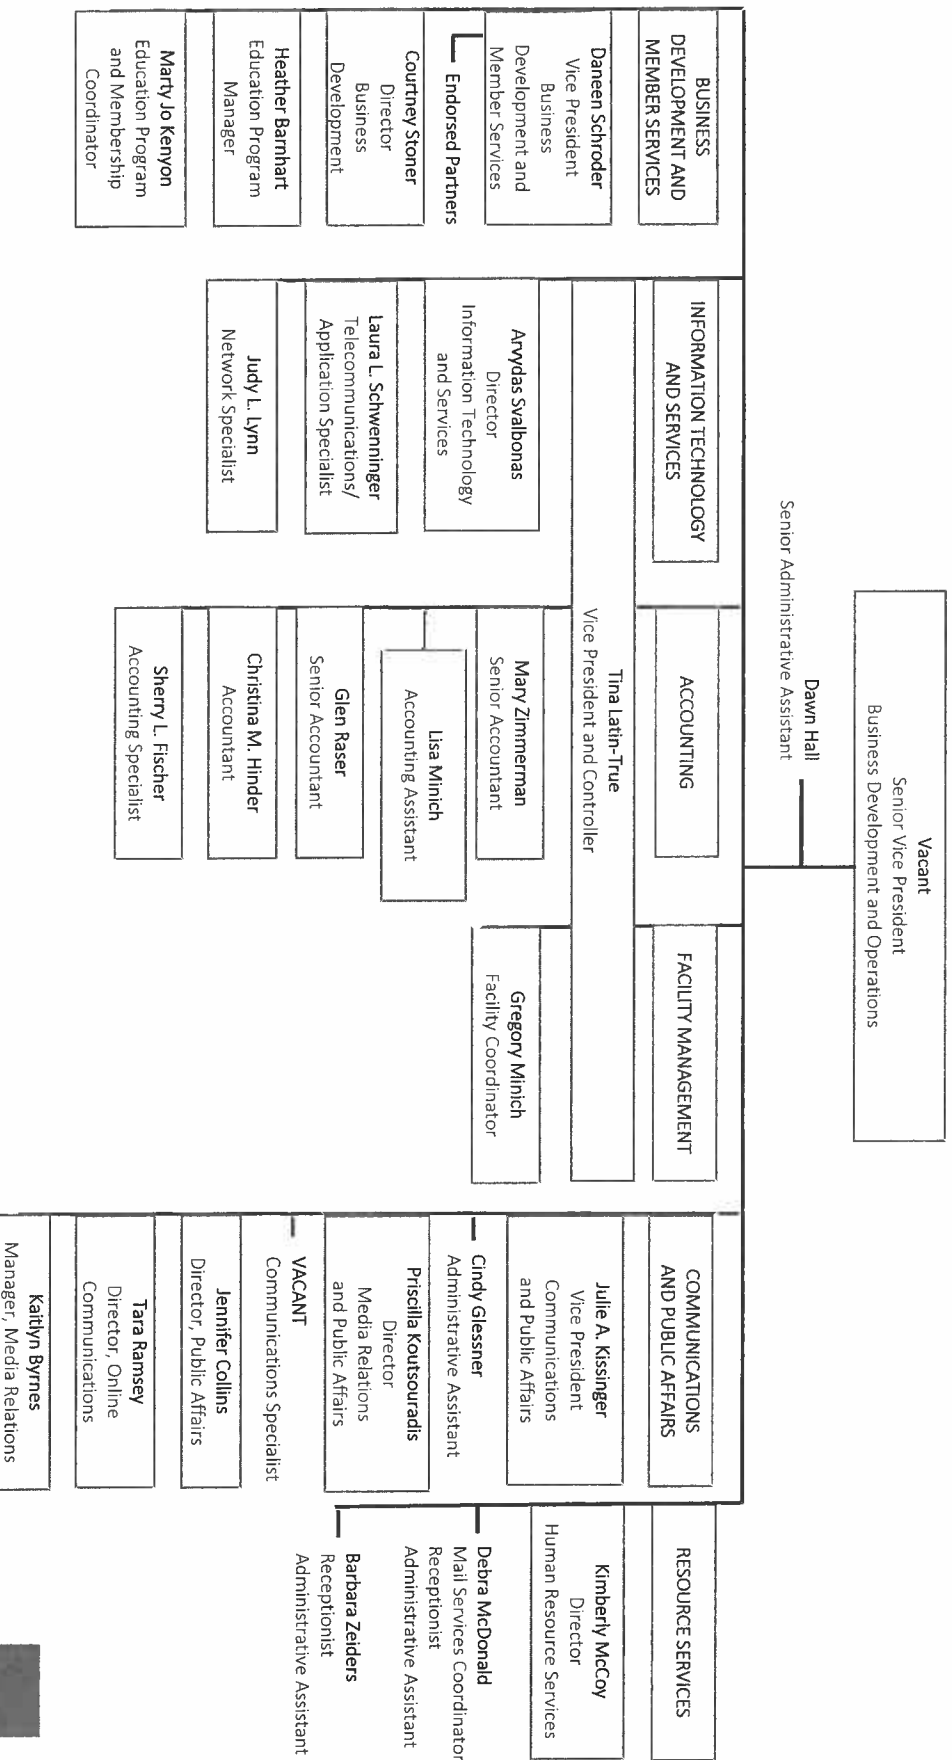 Vacant
Senior Vice President
Business Development and Operations
Dawn Hall
Senior Administrative Assistant
BUSINESS
DEVELOPMENT AND
MEMBER SERVICES
Daneen Schroder
Vice President
Business
Development and
Member Services
Endorsed Partners
Courtney Stoner
Director
Business
Development
Heather Barnhart
Education Program
Manager
Marty Jo Kenyon
Education Program
and Membership
Coordinator
INFORMATION TECHNOLOGY
AND SERVICES
Tina Latin-True
Vice President and Controller
Arvydas Svalbonas
Director
Information Technology
and Services
Laura L. Schwenninger
Telecommunications/
Application Specialist
Judy L. Lynn
Network Specialist
ACCOUNTING
Mary Zimmerman
Senior Accountant
Lisa Minich
Accounting Assistant
Glen Raser
Senior Accountant
Christina M. Hinder
Accountant
Sherry L. Fischer
Accounting Specialist
FACILITY MANAGEMENT
Gregory Minich
Facility Coordinator
COMMUNICATIONS
AND PUBLIC AFFAIRS
Julie A. Kissinger
Vice President
Communications
and Public Affairs
Cindy Glessner
Administrative Assistant
Priscilla Koutsouradis
Director
Media Relations
and Public Affairs
VACANT
Communications Specialist
Jennifer Collins
Director, Public Affairs
Tara Ramsey
Director, Online
Communications
Kaitlyn Byrnes
Manager, Media Relations
RESOURCE SERVICES
Kimberly McCoy
Director
Human Resource Services
Debra McDonald
Mail Services Coordinator
Receptionist
Administrative Assistant
Barbara Zeiders
Receptionist
Administrative Assistant